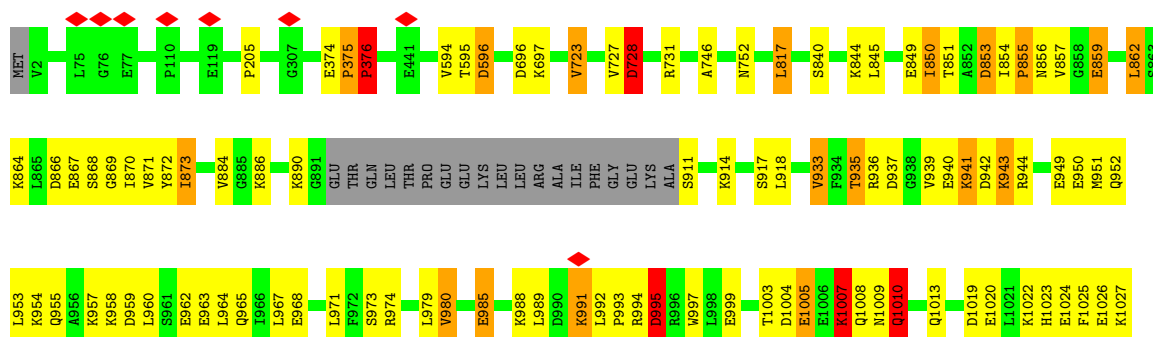 MET V2 L75 G76 E77 P110 E119 P205 G307 E374 P375 P376 E441 V594 T595 D596 D696 K697 V723 V727 D728 R731 A746 N752 L817 S840 K844 L845 E849 I850 T851 A852 D853 I854 P855 N856 V857 G858 E859 L862 S863
K864 L865 D866 E867 S868 G869 I870 V871 Y872 I873 V884 G885 K886 K890 G891 GLU THR GLN LEU THR PRO GLU GLU LYS LEU LEU ARG ALA ILE PHE GLY GLU LYS ALA S911 K914 S917 L918 V933 F934 T935 R936 D937 G938 V939 E940 K941 D942 K943 R944 E949 E950 M951 Q952
L953 K954 Q955 A956 K957 K958 D959 L960 S961 E962 E963 L964 Q965 I966 L967 E968 L971 F972 S973 R974 L979 V980 E985 K988 L989 D990 K991 L992 P993 R994 D995 R996 W997 L998 E999 T1003 D1004 E1005 E1006 K1007 Q1008 N1009 Q1010 Q1013 D1019 E1020 L1021 K1022 H1023 E1024 F1025 E1026 K1027